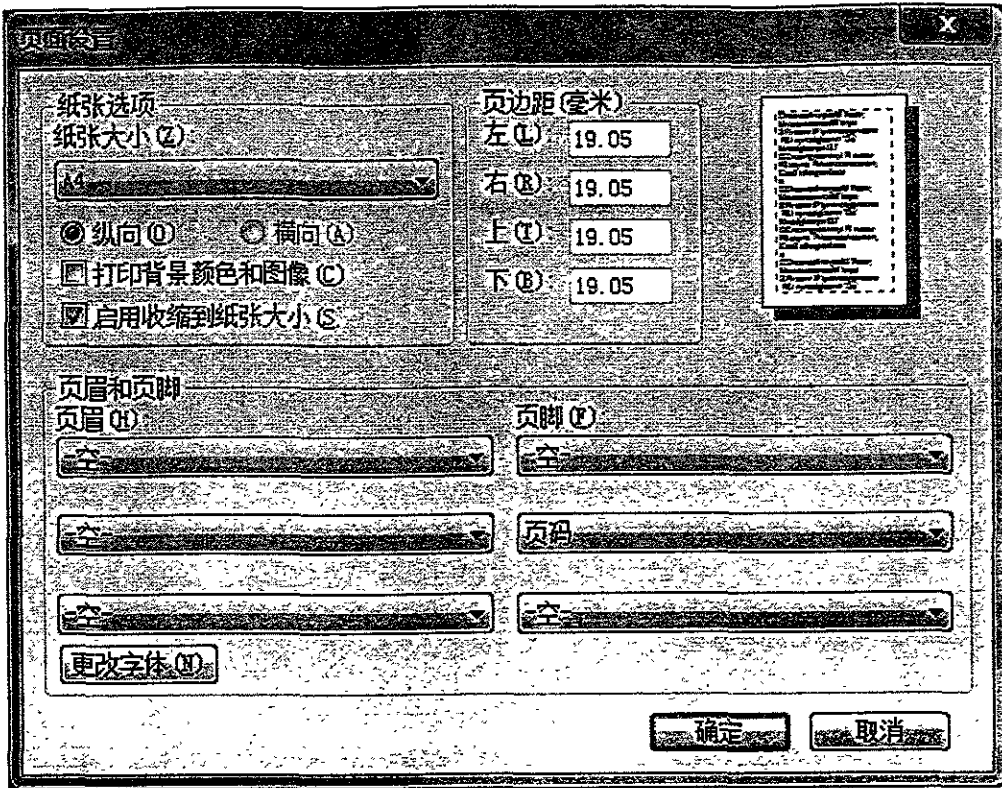 页面设置
纸张选项
纸张大小(Z):
A4
纵向(O) 横向(A)
打印背景颜色和图像(C)
启用收缩到纸张大小(S
页边距(毫米)
左(L): 19.05
右(R): 19.05
上(T): 19.05
下(B): 19.05
页眉和页脚
页眉(H): 页脚(F):
-空- -空-
-空- 页码
-空- -空-
更改字体(N)
确定 取消